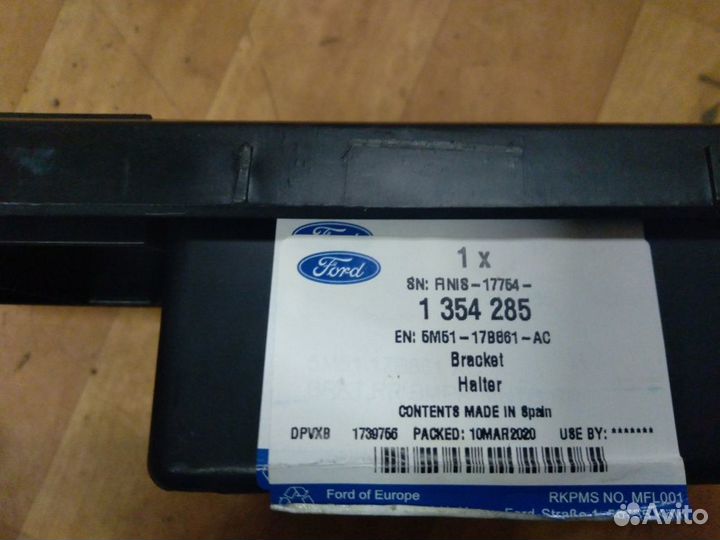 Ford
1 x
SN: FINIS-17754-
1 354 285
EN: 5M51-17B861-AC
Bracket
Halter
CONTENTS MADE IN Spain
DPVXB 1739756 PACKED: 10MAR2020 USE BY: *******
Ford of Europe RKPMS NO. MFL001
Avito